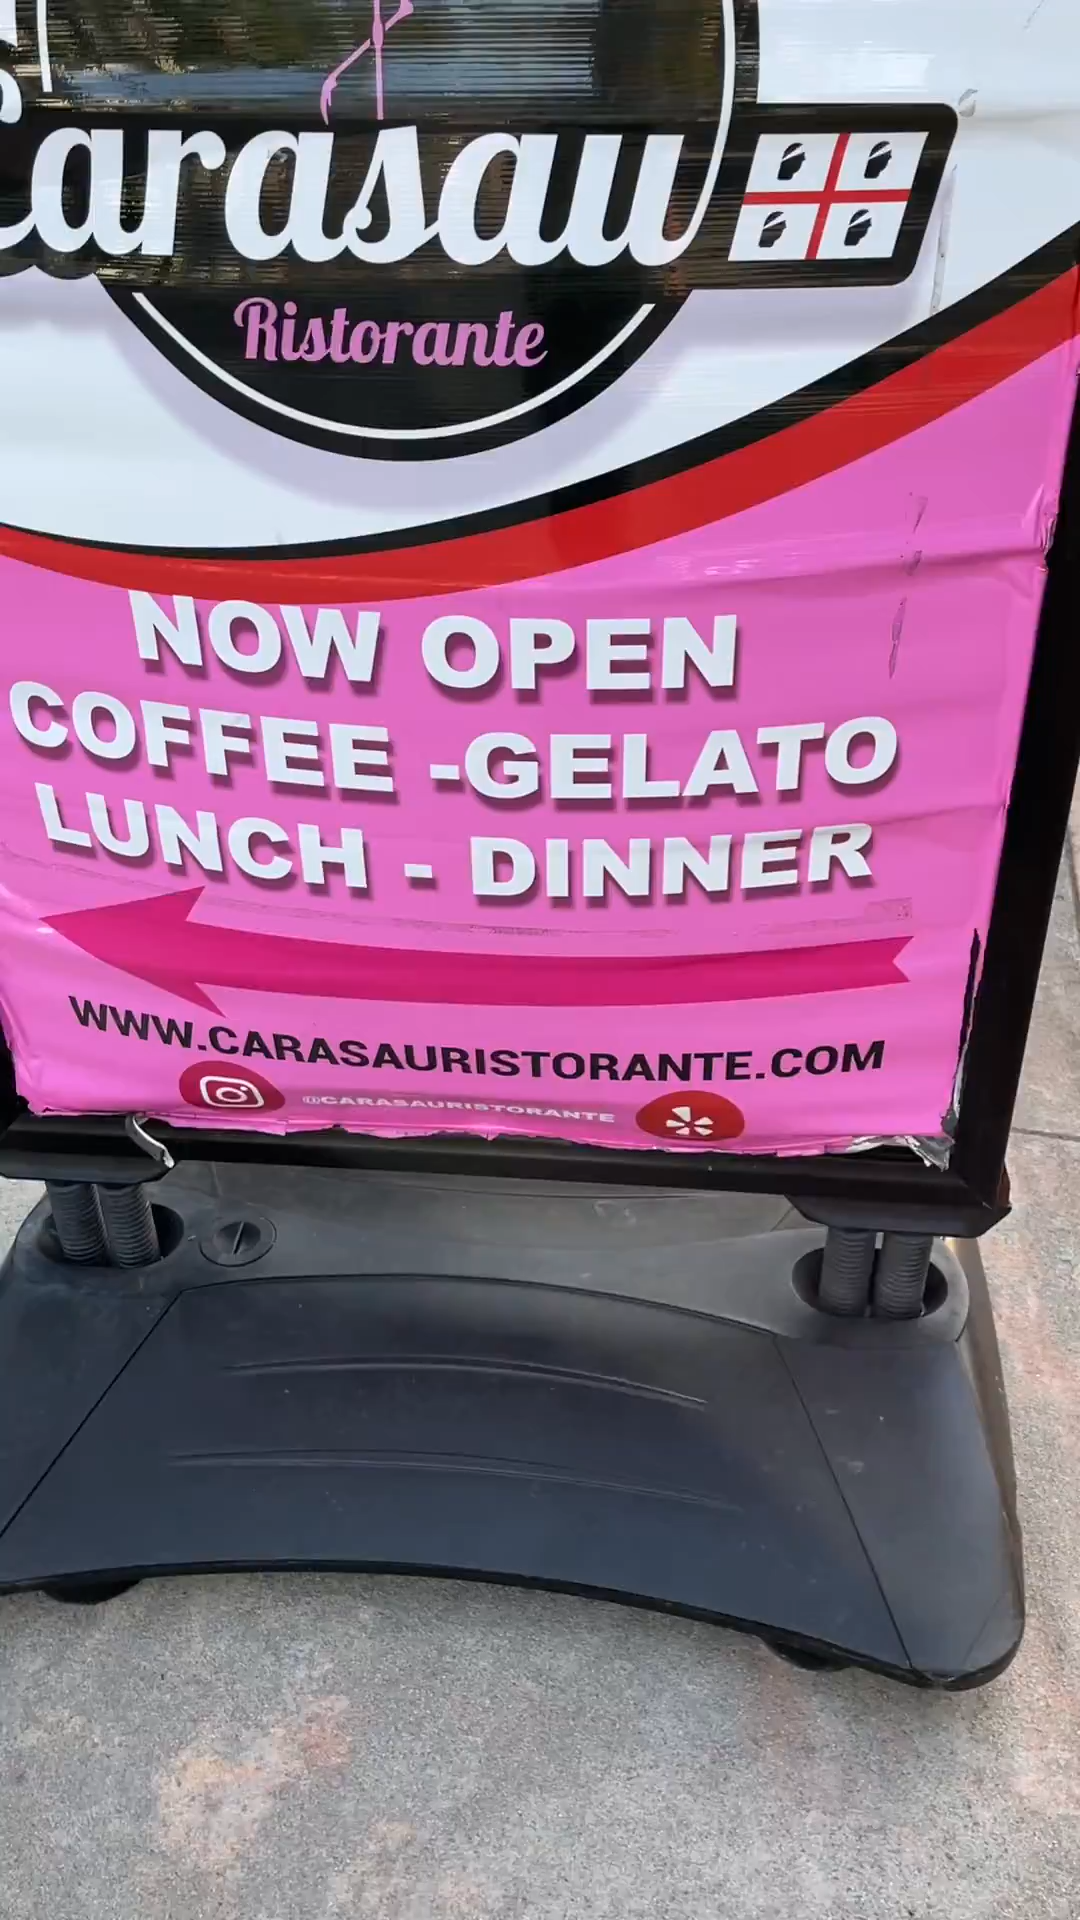 Carasau
Ristorante
NOW OPEN
COFFEE -GELATO
LUNCH - DINNER
WWW.CARASAURISTORANTE.COM
@CARASAURISTORANTE